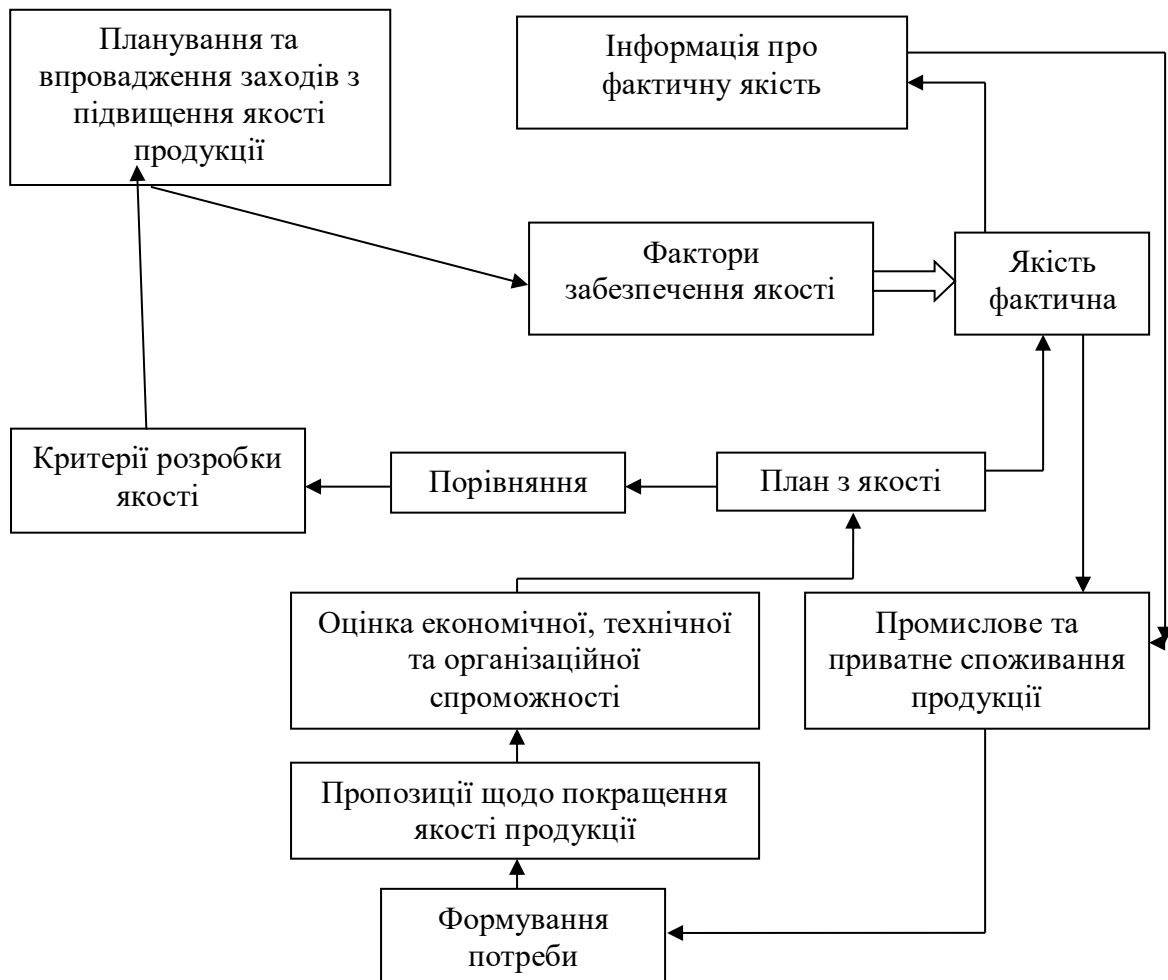 Планування та
впровадження заходів з
підвищення якості
продукції
Інформація про
фактичну якість
Фактори
забезпечення якості
Якість
фактична
Критерії розробки
якості
Порівняння
План з якості
Оцінка економічної, технічної
та організаційної
спроможності
Промислове та
приватне споживання
продукції
Пропозиції щодо покращення
якості продукції
Формування
потреби